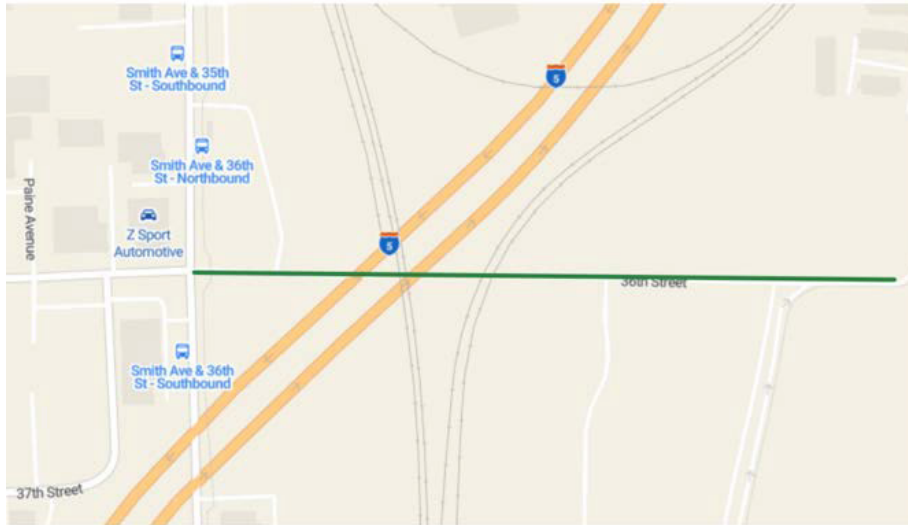 Smith Ave & 35th
St - Southbound
5
Smith Ave & 36th
St - Northbound
Paine Avenue
Z Sport
Automotive
5
36th Street
Smith Ave & 36th
St - Southbound
37th Street